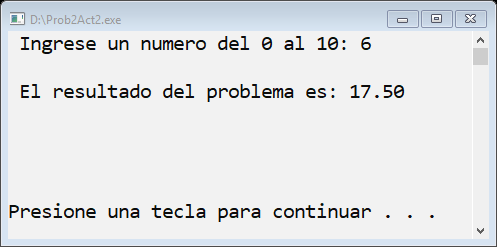 D:\Prob2Act2.exe
Ingrese un numero del 0 al 10: 6
El resultado del problema es: 17.50
Presione una tecla para continuar . . .